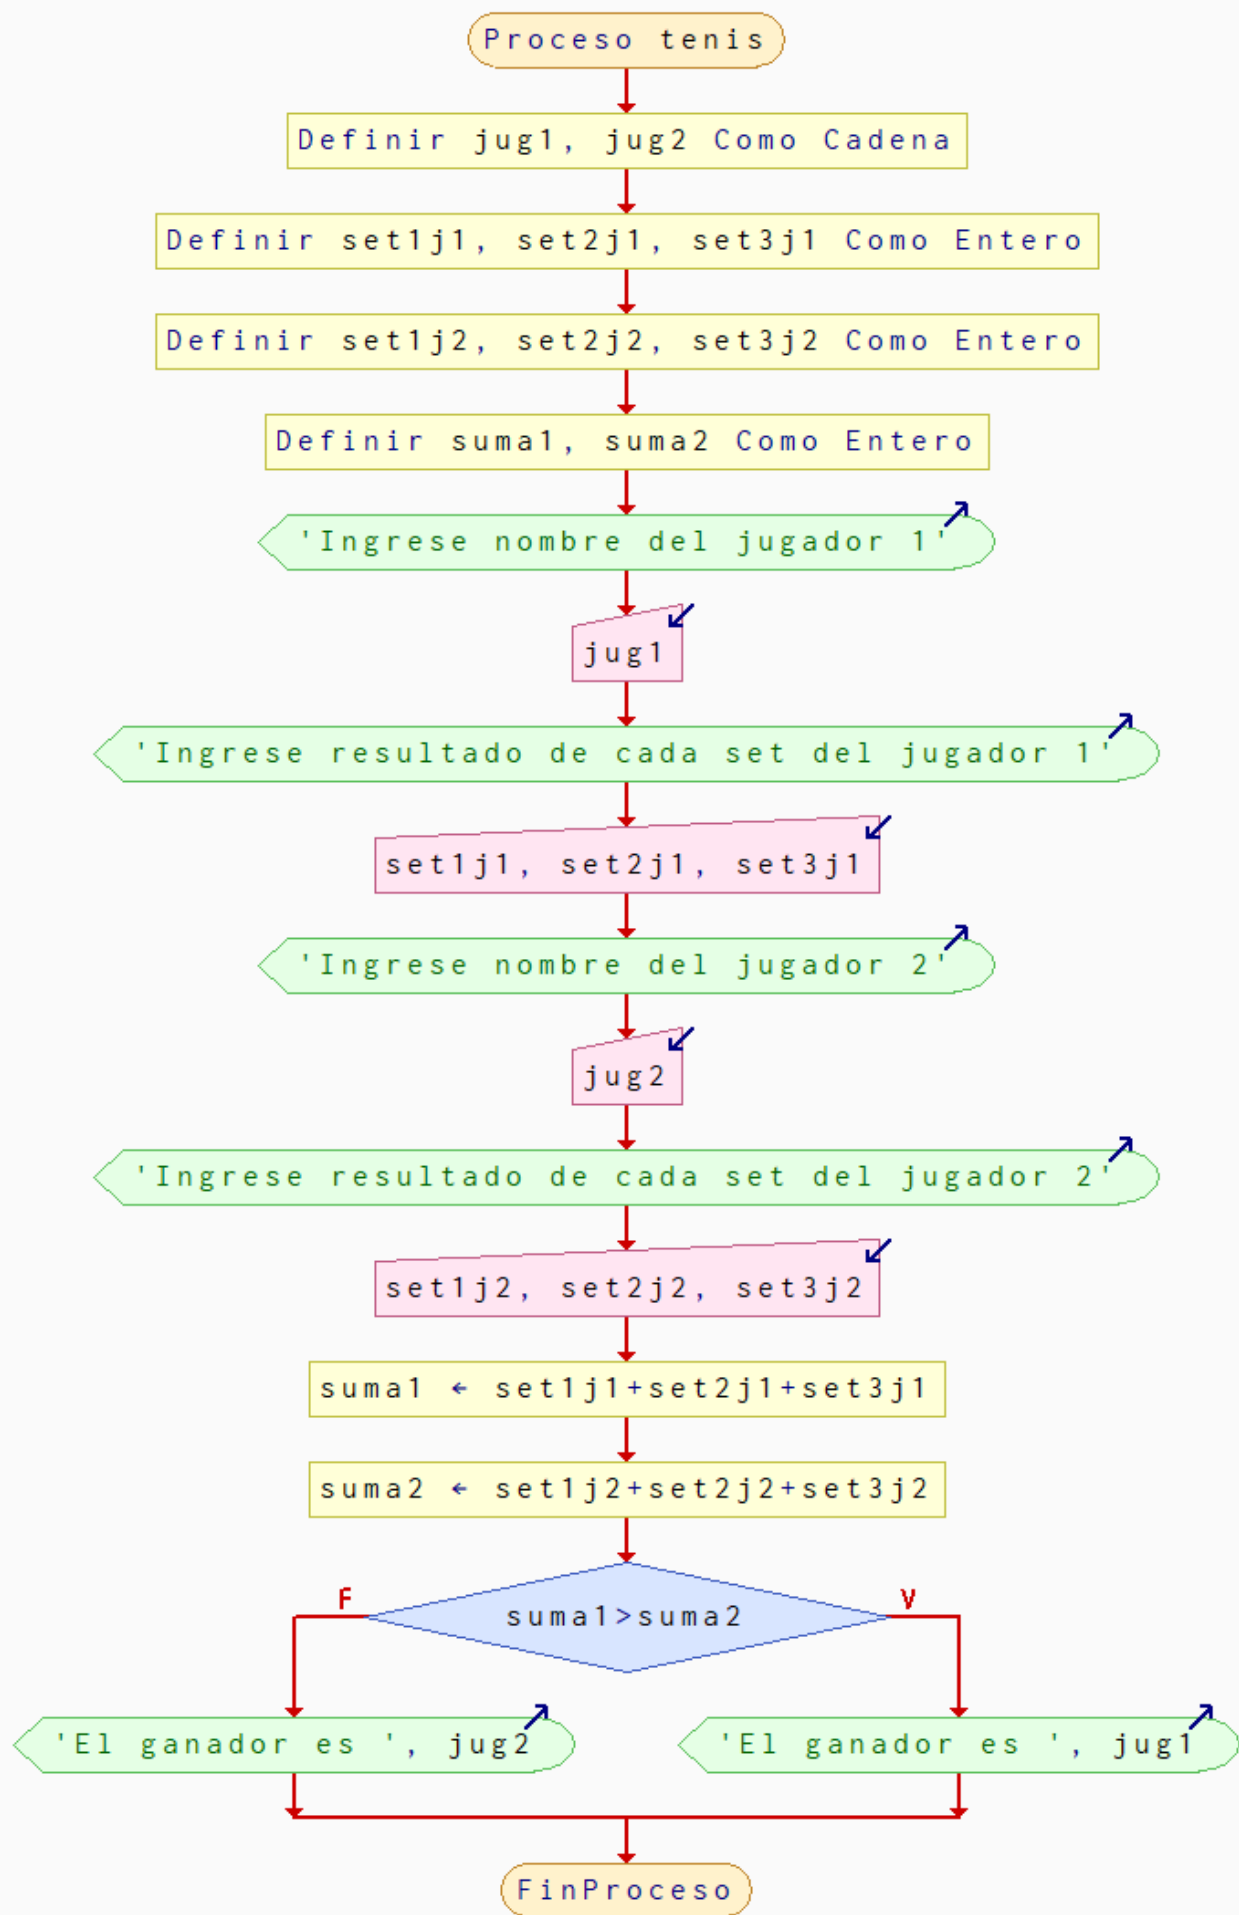 Proceso tenis
Definir jug1, jug2 Como Cadena
Definir set1j1, set2j1, set3j1 Como Entero
Definir set1j2, set2j2, set3j2 Como Entero
Definir suma1, suma2 Como Entero
'Ingrese nombre del jugador 1'
jug1
'Ingrese resultado de cada set del jugador 1'
set1j1, set2j1, set3j1
'Ingrese nombre del jugador 2'
jug2
'Ingrese resultado de cada set del jugador 2'
set1j2, set2j2, set3j2
suma1 ← set1j1+set2j1+set3j1
suma2 ← set1j2+set2j2+set3j2
F
suma1>suma2
V
'El ganador es ', jug2
'El ganador es ', jug1
FinProceso